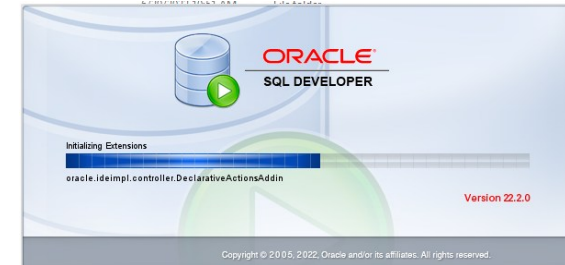 ORACLE
SQL DEVELOPER
Initializing Extensions
oracle.ideimpl.controller.DeclarativeActionsAddin
Version 22.2.0
Copyright © 2005, 2022, Oracle and/or its affiliates. All rights reserved.